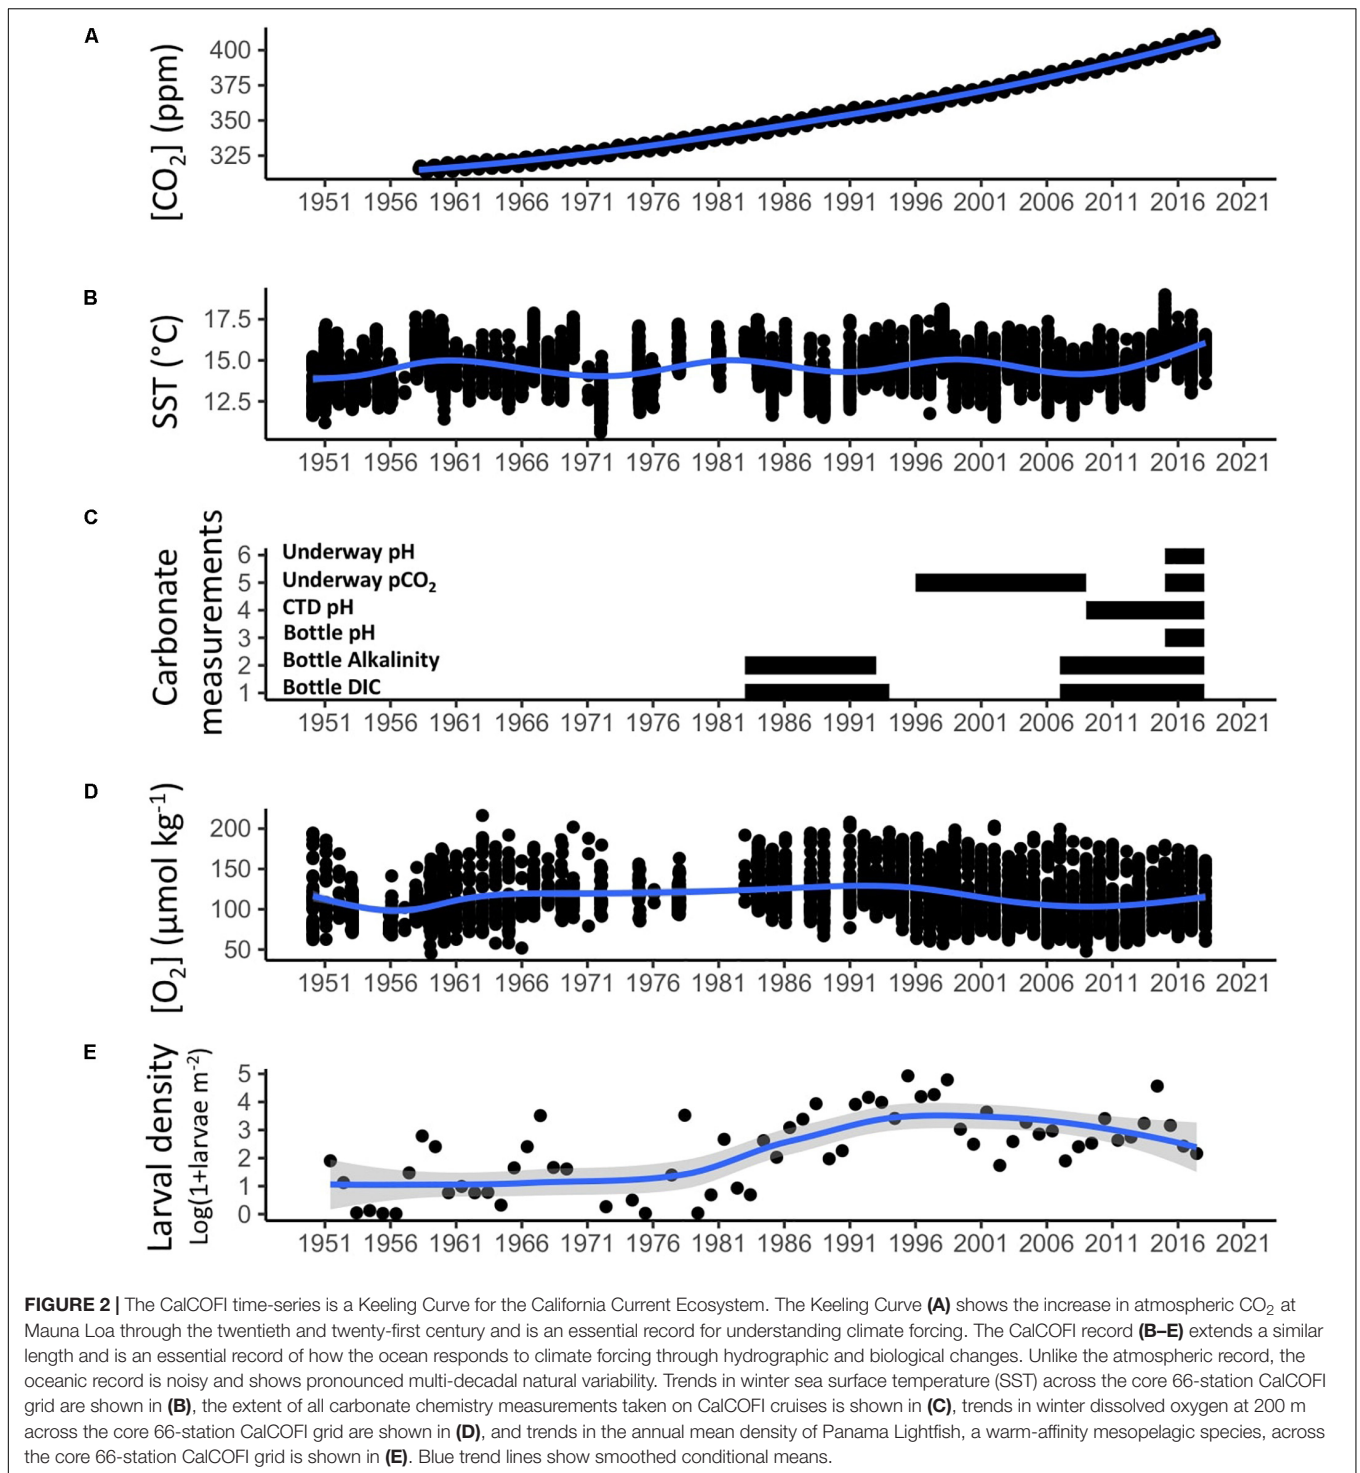 A
[CO₂] (ppm)
400
375
350
325
1951 1956 1961 1966 1971 1976 1981 1986 1991 1996 2001 2006 2011 2016 2021
B
SST (°C)
17.5
15.0
12.5
1951 1956 1961 1966 1971 1976 1981 1986 1991 1996 2001 2006 2011 2016 2021
C
Carbonate
measurements
6 Underway pH
5 Underway pCO₂
4 CTD pH
3 Bottle pH
2 Bottle Alkalinity
1 Bottle DIC
1951 1956 1961 1966 1971 1976 1981 1986 1991 1996 2001 2006 2011 2016 2021
D
[O₂] (µmol kg⁻¹)
200
150
100
50
1951 1956 1961 1966 1971 1976 1981 1986 1991 1996 2001 2006 2011 2016 2021
E
Larval density
Log(1+larvae m⁻²)
5
4
3
2
1
0
1951 1956 1961 1966 1971 1976 1981 1986 1991 1996 2001 2006 2011 2016 2021
FIGURE 2 | The CalCOFI time-series is a Keeling Curve for the California Current Ecosystem. The Keeling Curve (A) shows the increase in atmospheric CO₂ at
Mauna Loa through the twentieth and twenty-first century and is an essential record for understanding climate forcing. The CalCOFI record (B–E) extends a similar
length and is an essential record of how the ocean responds to climate forcing through hydrographic and biological changes. Unlike the atmospheric record, the
oceanic record is noisy and shows pronounced multi-decadal natural variability. Trends in winter sea surface temperature (SST) across the core 66-station CalCOFI
grid are shown in (B), the extent of all carbonate chemistry measurements taken on CalCOFI cruises is shown in (C), trends in winter dissolved oxygen at 200 m
across the core 66-station CalCOFI grid are shown in (D), and trends in the annual mean density of Panama Lightfish, a warm-affinity mesopelagic species, across
the core 66-station CalCOFI grid is shown in (E). Blue trend lines show smoothed conditional means.